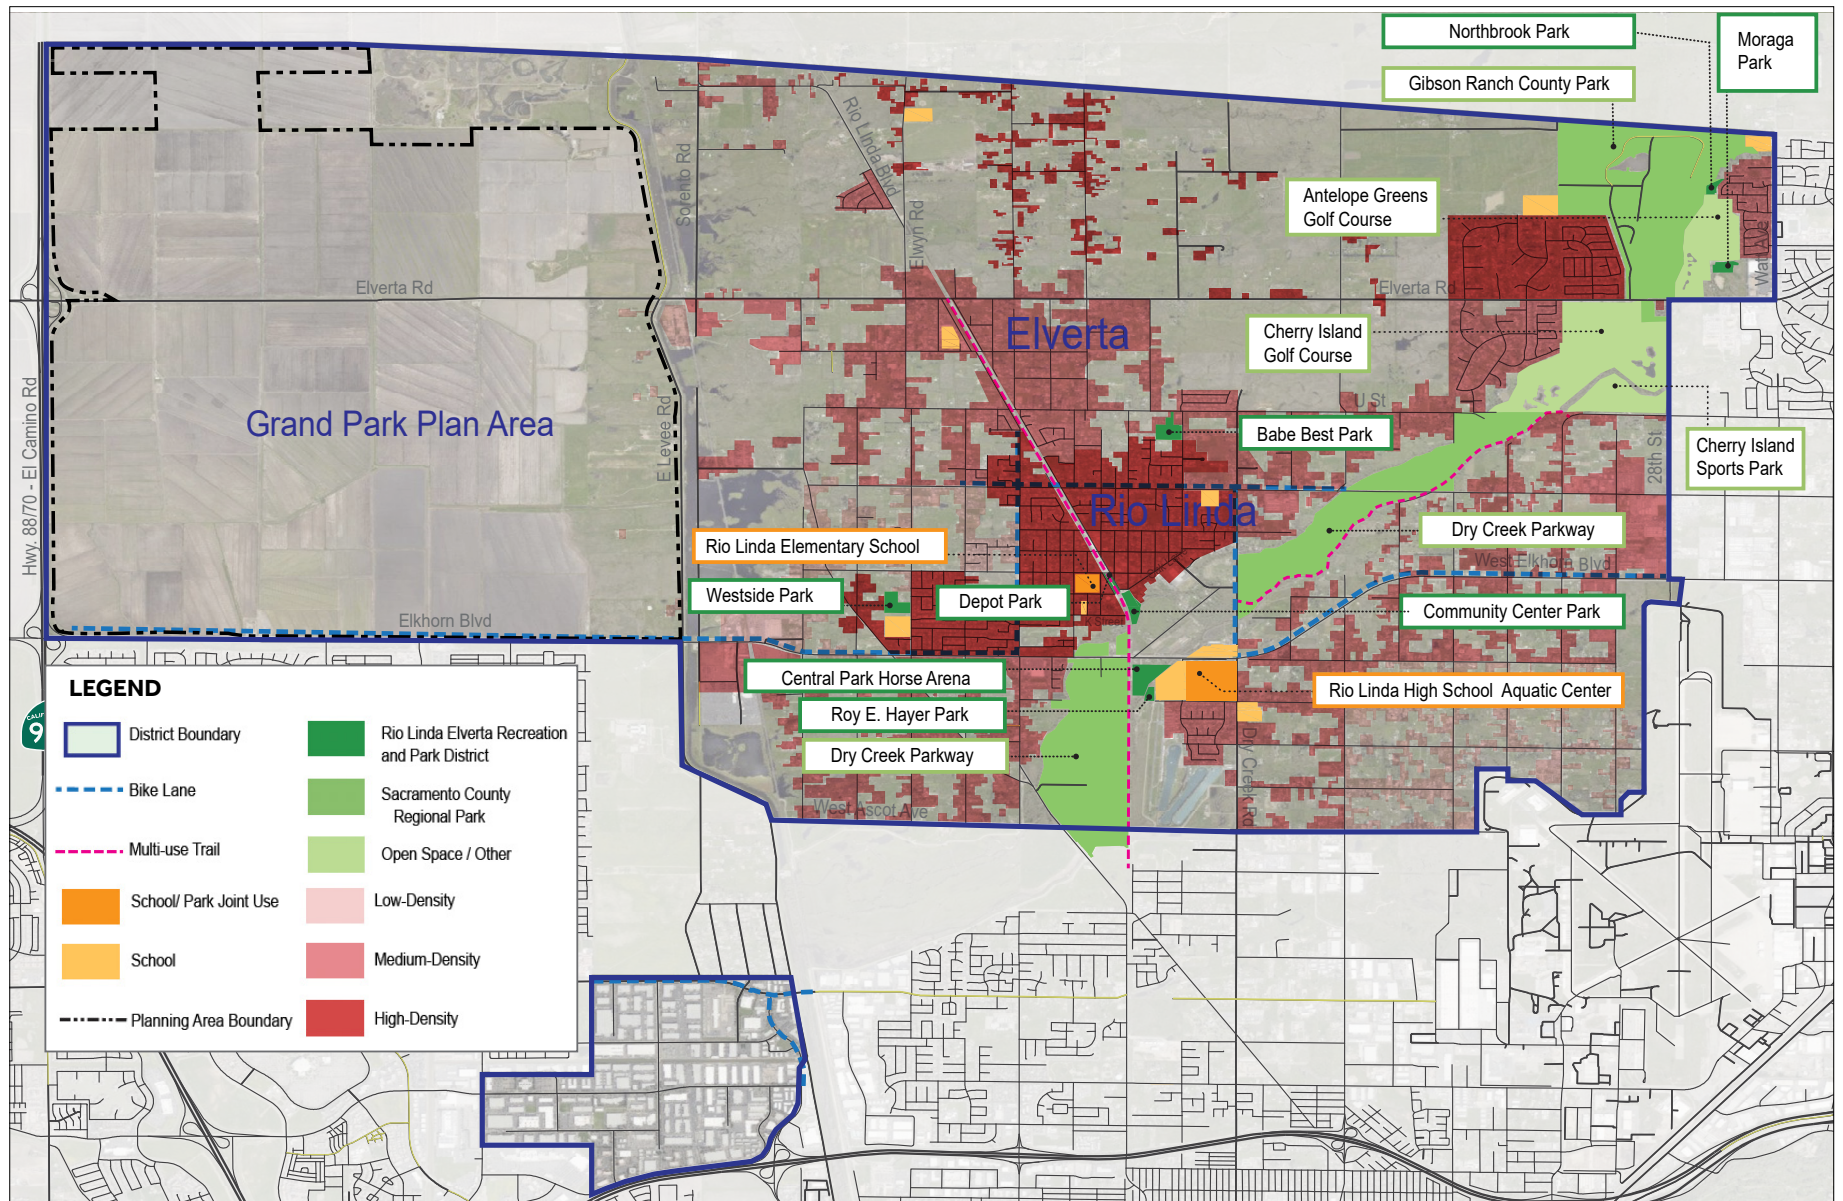 Northbrook Park
Moraga
Park
Gibson Ranch County Park
Rio Linda Blvd
Sorento Rd
Elwyn Rd
Antelope Greens
Golf Course
Watt Ave
Elverta Rd
Elverta Rd
Elverta
Cherry Island
Golf Course
Hwy. 88/70 - El Camino Rd
Grand Park Plan Area
E Levee Rd
U St
Babe Best Park
28th St
Cherry Island
Sports Park
Rio Linda
Dry Creek Parkway
Rio Linda Elementary School
West Elkhorn Blvd
Westside Park
Depot Park
Community Center Park
Elkhorn Blvd
K Street
Central Park Horse Arena
Rio Linda High School Aquatic Center
Roy E. Hayer Park
Dry Creek Parkway
Dry Creek Rd
West Ascot Ave
LEGEND
District Boundary
Rio Linda Elverta Recreation
and Park District
Bike Lane
Sacramento County
Regional Park
Multi-use Trail
Open Space / Other
School/ Park Joint Use
Low-Density
School
Medium-Density
Planning Area Boundary
High-Density